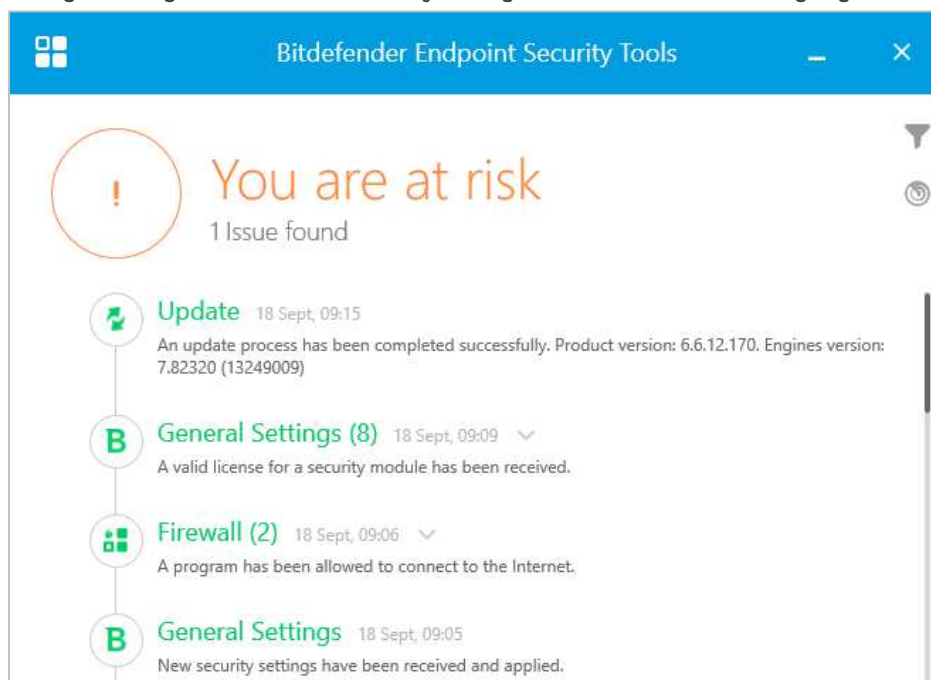 Bitdefender Endpoint Security Tools
!
You are at risk
1 Issue found
Update 18 Sept, 09:15
An update process has been completed successfully. Product version: 6.6.12.170. Engines version:
7.82320 (13249009)
B
General Settings (8) 18 Sept, 09:09
A valid license for a security module has been received.
Firewall (2) 18 Sept, 09:06
A program has been allowed to connect to the Internet.
B
General Settings 18 Sept, 09:05
New security settings have been received and applied.